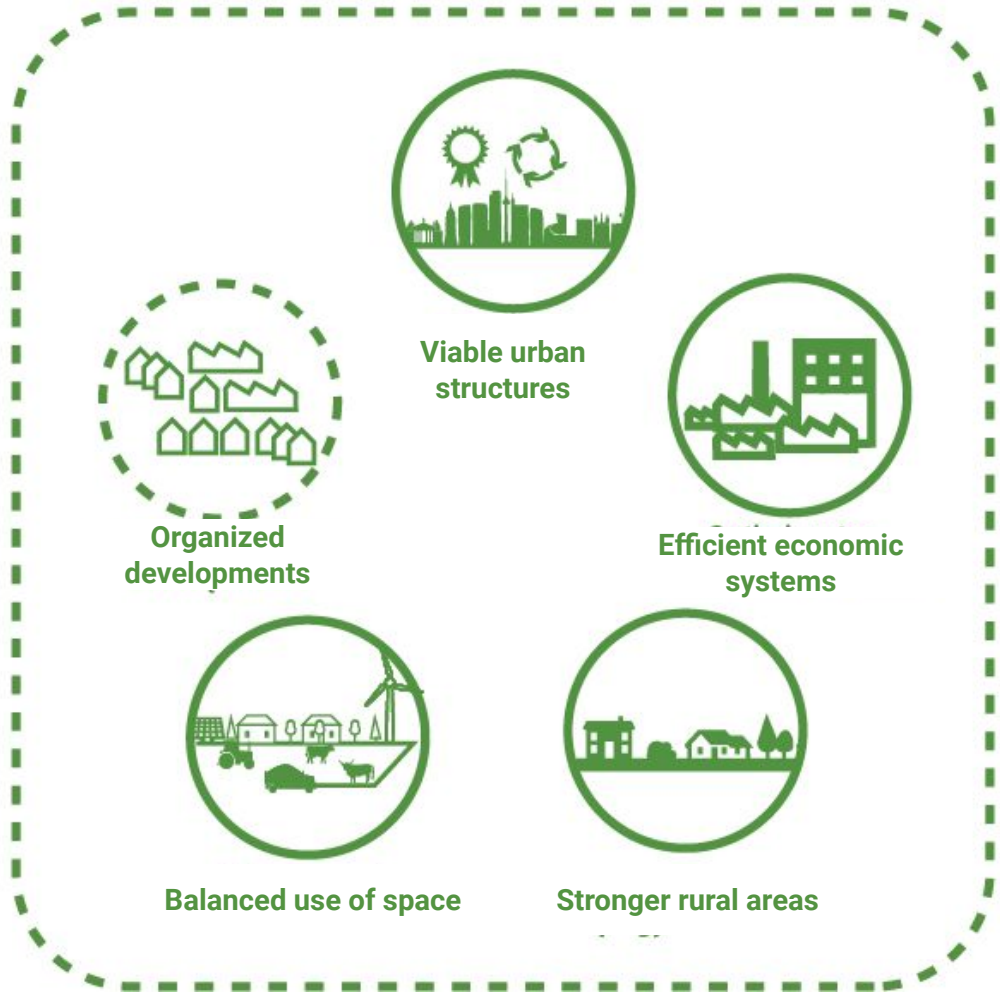 Viable urban
structures
Organized
developments
Efficient economic
systems
Balanced use of space
Stronger rural areas